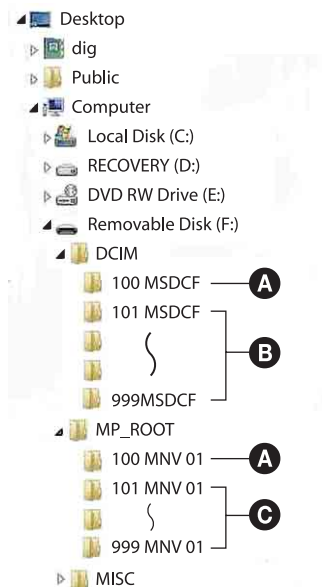 Desktop
dig
Public
Computer
Local Disk (C:)
RECOVERY (D:)
DVD RW Drive (E:)
Removable Disk (F:)
DCIM
100 MSDCF A
101 MSDCF
B
999MSDCF
MP_ROOT
100 MNV 01 A
101 MNV 01
C
999 MNV 01
MISC